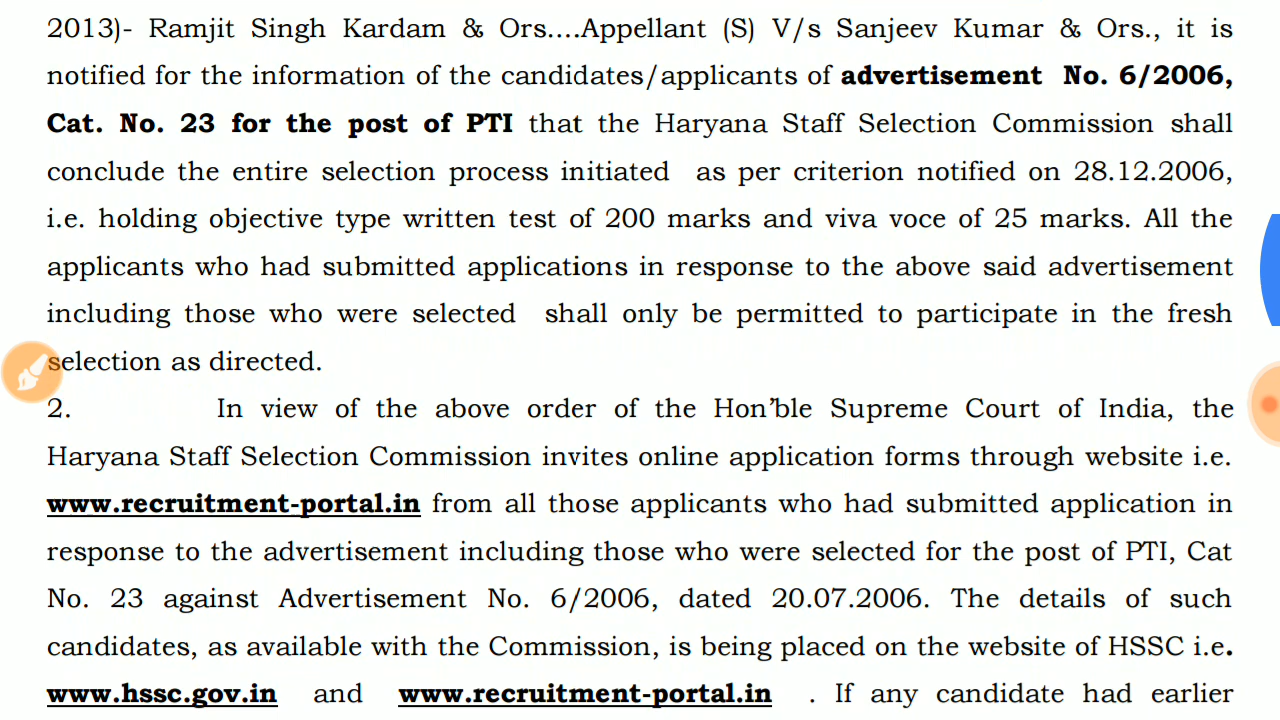 2013)- Ramjit Singh Kardam & Ors....Appellant (S) V/s Sanjeev Kumar & Ors., it is
notified for the information of the candidates/applicants of advertisement No. 6/2006,
Cat. No. 23 for the post of PTI that the Haryana Staff Selection Commission shall
conclude the entire selection process initiated as per criterion notified on 28.12.2006,
i.e. holding objective type written test of 200 marks and viva voce of 25 marks. All the
applicants who had submitted applications in response to the above said advertisement
including those who were selected shall only be permitted to participate in the fresh
selection as directed.
2. In view of the above order of the Hon'ble Supreme Court of India, the
Haryana Staff Selection Commission invites online application forms through website i.e.
www.recruitment-portal.in from all those applicants who had submitted application in
response to the advertisement including those who were selected for the post of PTI, Cat
No. 23 against Advertisement No. 6/2006, dated 20.07.2006. The details of such
candidates, as available with the Commission, is being placed on the website of HSSC i.e.
www.hssc.gov.in and www.recruitment-portal.in . If any candidate had earlier